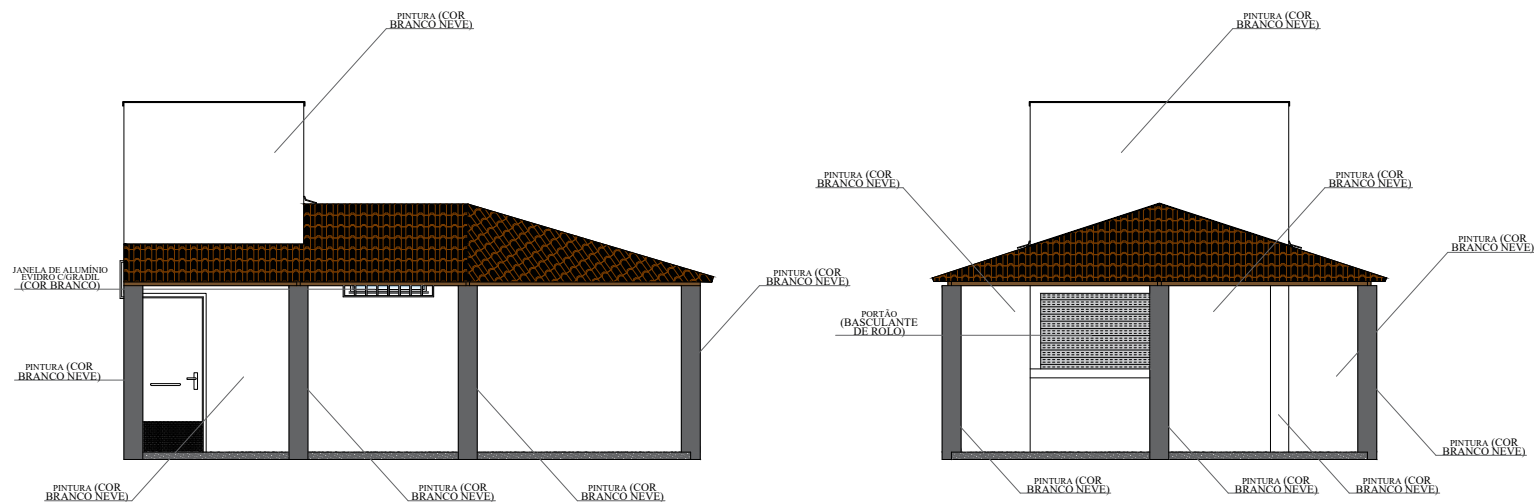 PINTURA (COR
BRANCO NEVE)
JANELA DE ALUMÍNIO
EVIDRO C/GRADIL
(COR BRANCO)
PINTURA (COR
BRANCO NEVE)
PINTURA (COR
BRANCO NEVE)
PINTURA (COR
BRANCO NEVE)
PINTURA (COR
BRANCO NEVE)
PINTURA (COR
BRANCO NEVE)
PINTURA (COR
BRANCO NEVE)
PINTURA (COR
BRANCO NEVE)
PINTURA (COR
BRANCO NEVE)
PINTURA (COR
BRANCO NEVE)
PORTÃO
(BASCULANTE
DE ROLO)
PINTURA (COR
BRANCO NEVE)
PINTURA (COR
BRANCO NEVE)
PINTURA (COR
BRANCO NEVE)
PINTURA (COR
BRANCO NEVE)